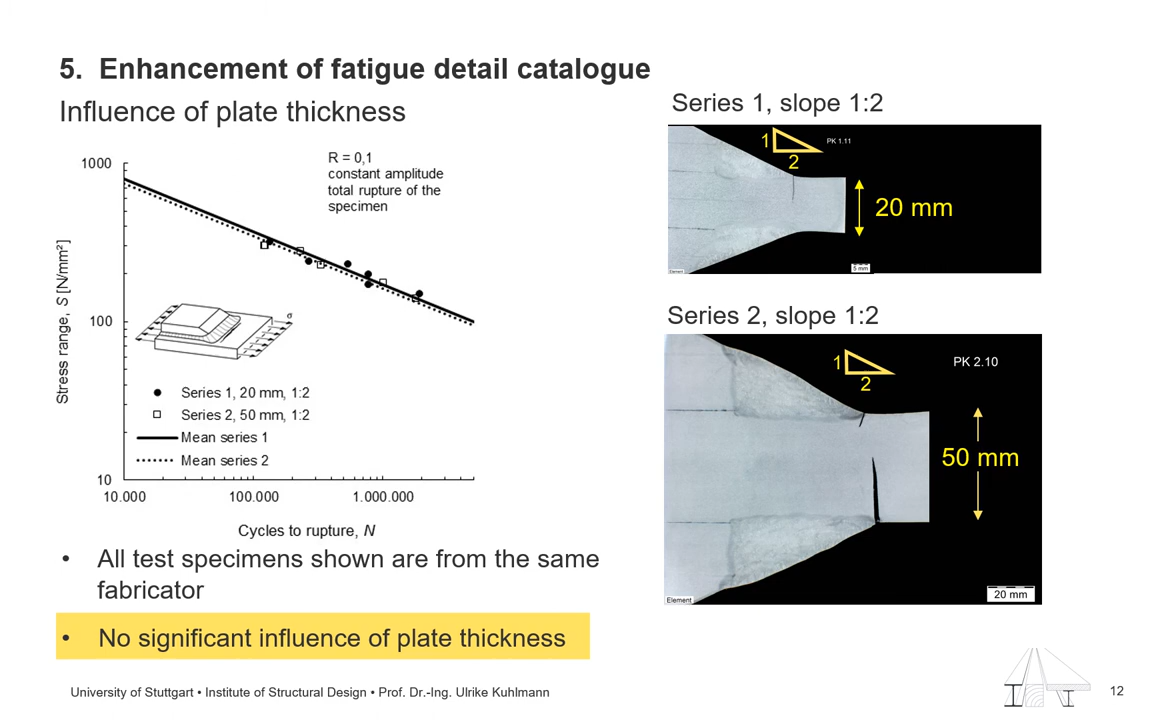 5. Enhancement of fatigue detail catalogue
Influence of plate thickness
1000
100
10
Stress range, S [N/mm²]
R = 0,1
constant amplitude
total rupture of the
specimen
σ
Series 1, 20 mm, 1:2
Series 2, 50 mm, 1:2
Mean series 1
Mean series 2
10.000
100.000
1.000.000
Cycles to rupture, N
• All test specimens shown are from the same
fabricator
• No significant influence of plate thickness
Series 1, slope 1:2
1
2
PK 1.11
20 mm
5 mm
Element
Series 2, slope 1:2
1
2
PK 2.10
50 mm
20 mm
Element
University of Stuttgart • Institute of Structural Design • Prof. Dr.-Ing. Ulrike Kuhlmann
12